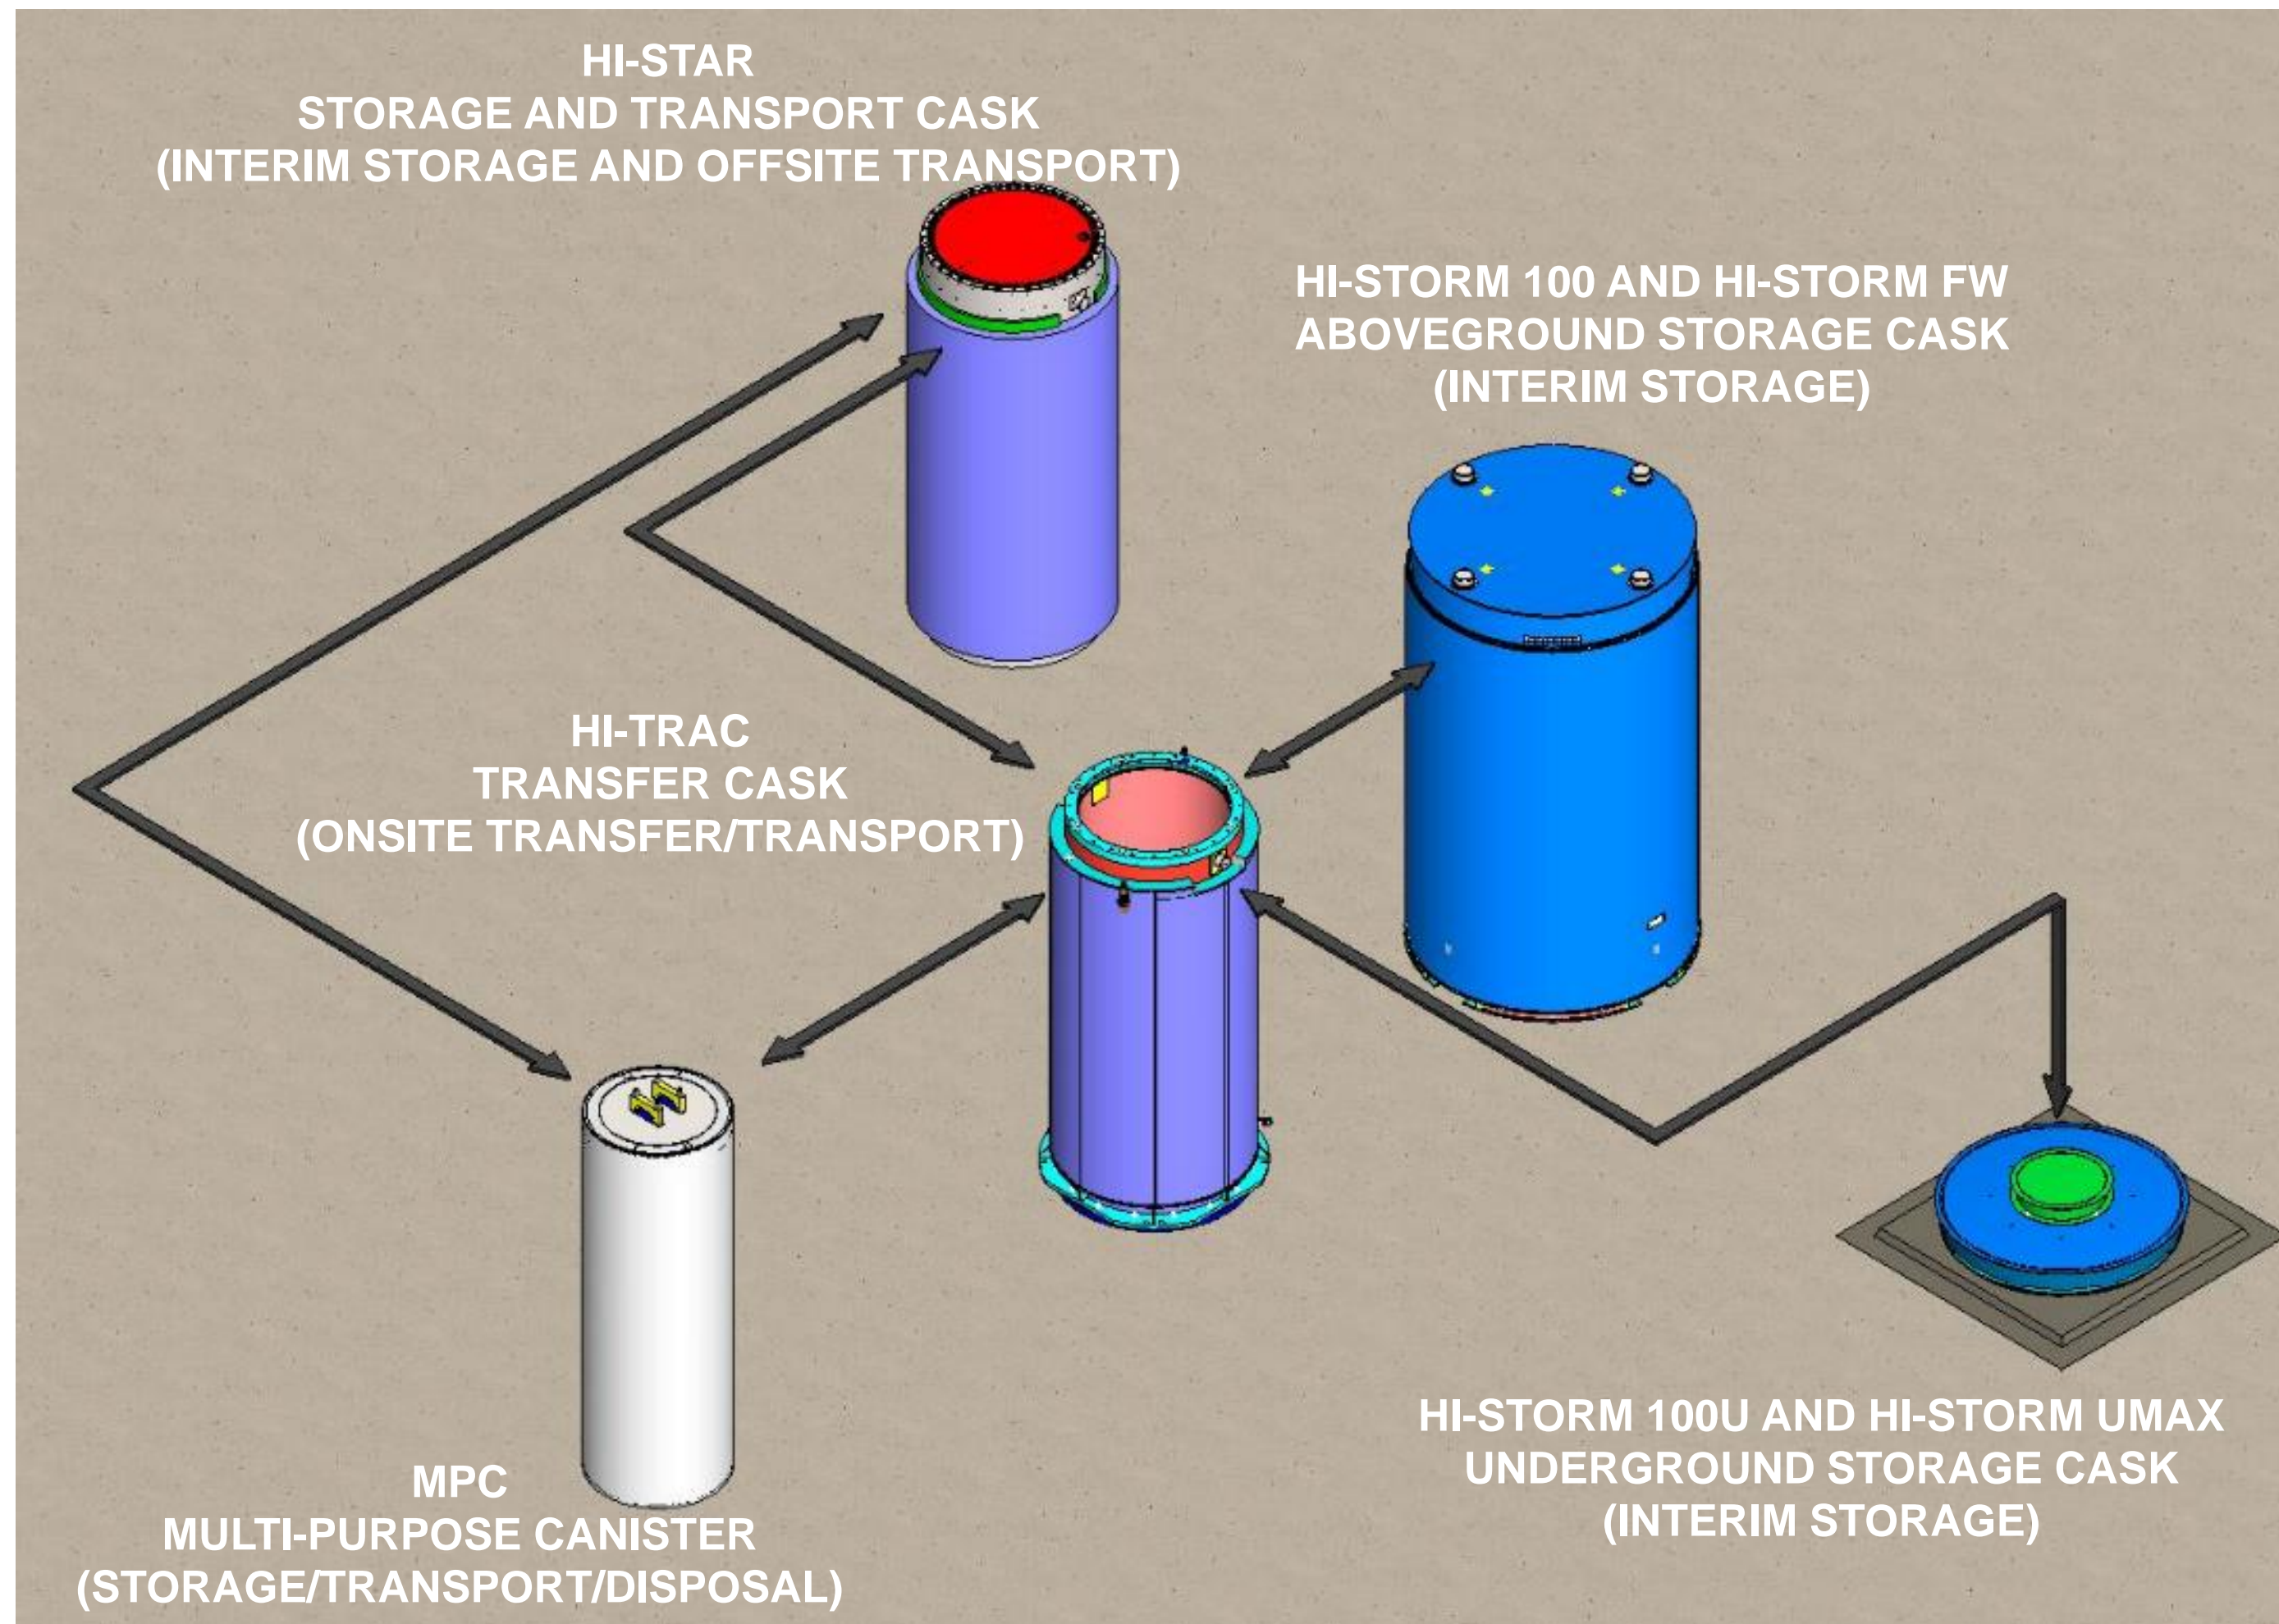 HI-STAR
STORAGE AND TRANSPORT CASK
(INTERIM STORAGE AND OFFSITE TRANSPORT)
HI-STORM 100 AND HI-STORM FW
ABOVEGROUND STORAGE CASK
(INTERIM STORAGE)
HI-TRAC
TRANSFER CASK
(ONSITE TRANSFER/TRANSPORT)
MPC
MULTI-PURPOSE CANISTER
(STORAGE/TRANSPORT/DISPOSAL)
HI-STORM 100U AND HI-STORM UMAX
UNDERGROUND STORAGE CASK
(INTERIM STORAGE)